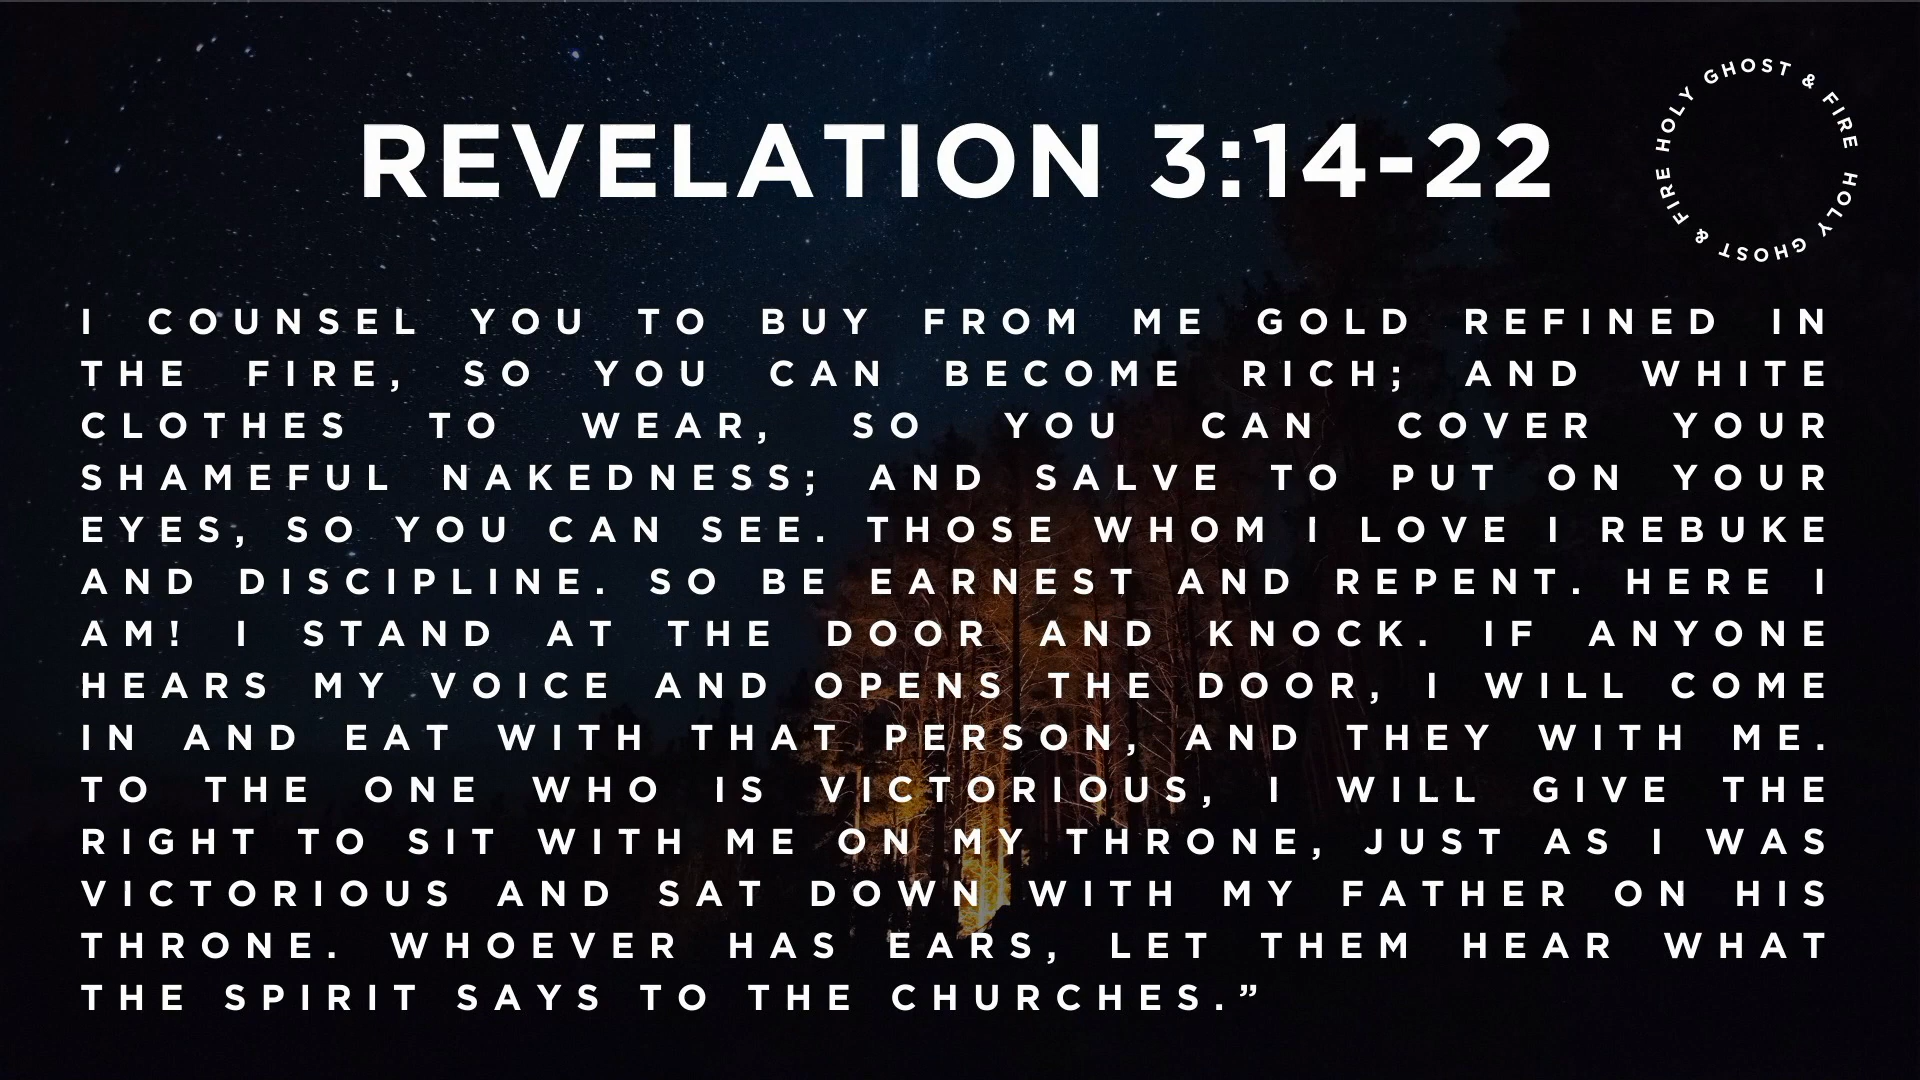 REVELATION 3:14-22
HOLY GHOST & FIRE HOLY GHOST & FIRE
I COUNSEL YOU TO BUY FROM ME GOLD REFINED IN
THE FIRE, SO YOU CAN BECOME RICH; AND WHITE
CLOTHES TO WEAR, SO YOU CAN COVER YOUR
SHAMEFUL NAKEDNESS; AND SALVE TO PUT ON YOUR
EYES, SO YOU CAN SEE. THOSE WHOM I LOVE I REBUKE
AND DISCIPLINE. SO BE EARNEST AND REPENT. HERE I
AM! I STAND AT THE DOOR AND KNOCK. IF ANYONE
HEARS MY VOICE AND OPENS THE DOOR, I WILL COME
IN AND EAT WITH THAT PERSON, AND THEY WITH ME.
TO THE ONE WHO IS VICTORIOUS, I WILL GIVE THE
RIGHT TO SIT WITH ME ON MY THRONE, JUST AS I WAS
VICTORIOUS AND SAT DOWN WITH MY FATHER ON HIS
THRONE. WHOEVER HAS EARS, LET THEM HEAR WHAT
THE SPIRIT SAYS TO THE CHURCHES.”